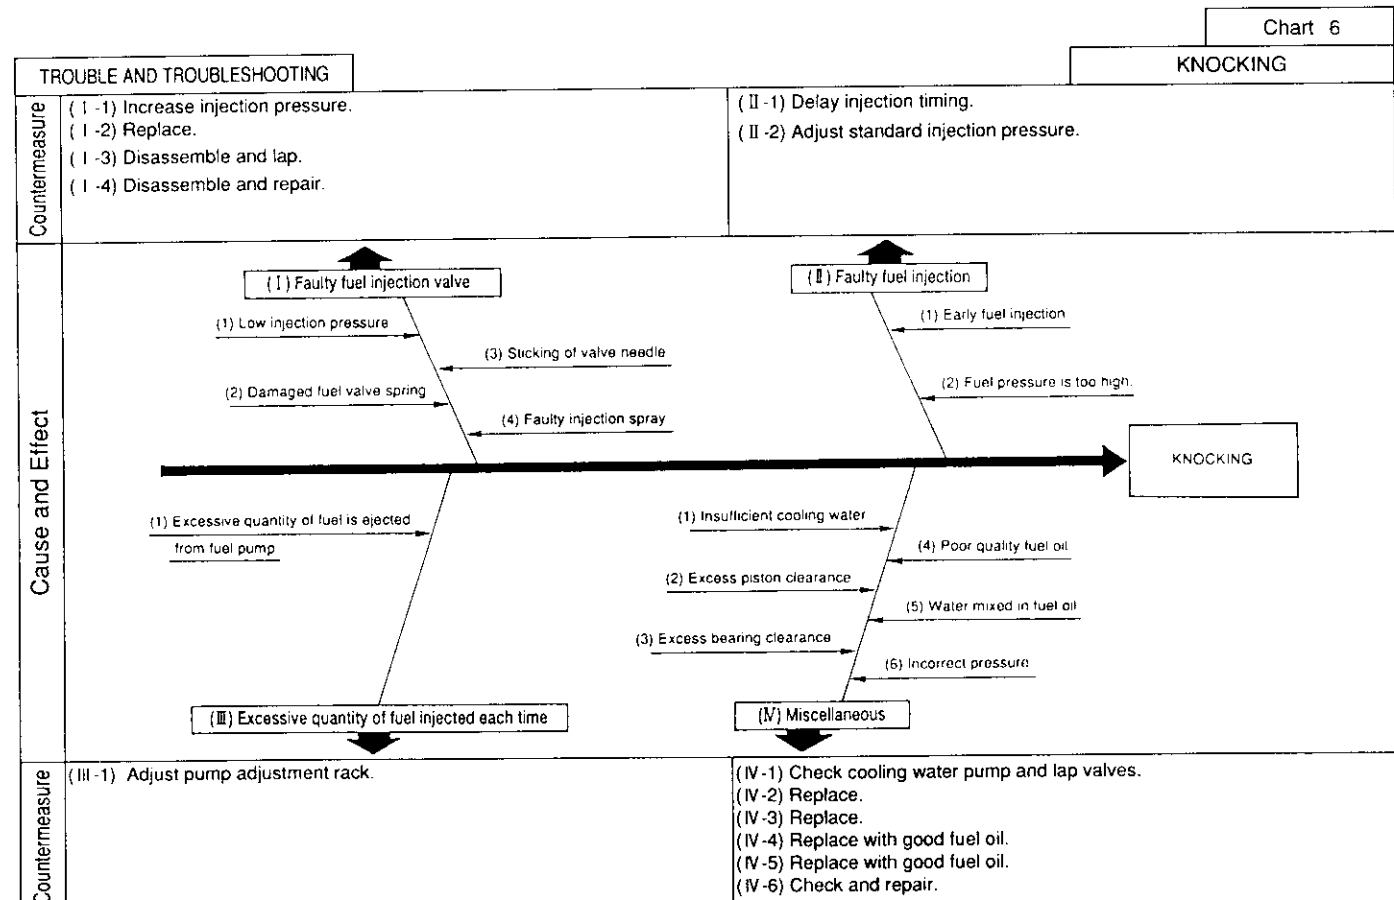 Chart 6
TROUBLE AND TROUBLESHOOTING
KNOCKING
Countermeasure
(Ⅰ-1) Increase injection pressure.
(Ⅰ-2) Replace.
(Ⅰ-3) Disassemble and lap.
(Ⅰ-4) Disassemble and repair.
(Ⅱ-1) Delay injection timing.
(Ⅱ-2) Adjust standard injection pressure.
Cause and Effect
(Ⅰ) Faulty fuel injection valve
(1) Low injection pressure
(2) Damaged fuel valve spring
(3) Sticking of valve needle
(4) Faulty injection spray
(Ⅱ) Faulty fuel injection
(1) Early fuel injection
(2) Fuel pressure is too high.
KNOCKING
(1) Excessive quantity of fuel is ejected
from fuel pump
(Ⅲ) Excessive quantity of fuel injected each time
(1) Insufficient cooling water
(2) Excess piston clearance
(3) Excess bearing clearance
(4) Poor quality fuel oil
(5) Water mixed in fuel oil
(6) Incorrect pressure
(Ⅳ) Miscellaneous
Countermeasure
(Ⅲ-1) Adjust pump adjustment rack.
(Ⅳ-1) Check cooling water pump and lap valves.
(Ⅳ-2) Replace.
(Ⅳ-3) Replace.
(Ⅳ-4) Replace with good fuel oil.
(Ⅳ-5) Replace with good fuel oil.
(Ⅳ-6) Check and repair.